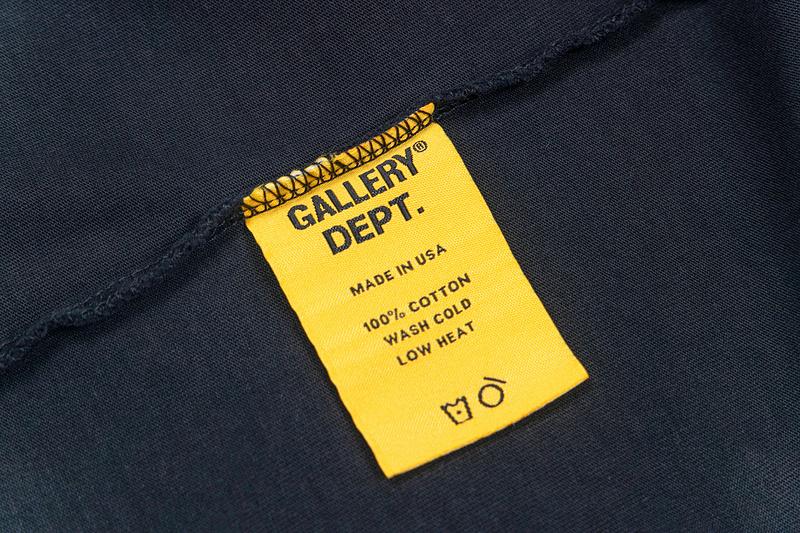 GALLERY®
DEPT.
MADE IN USA
100% COTTON
WASH COLD
LOW HEAT